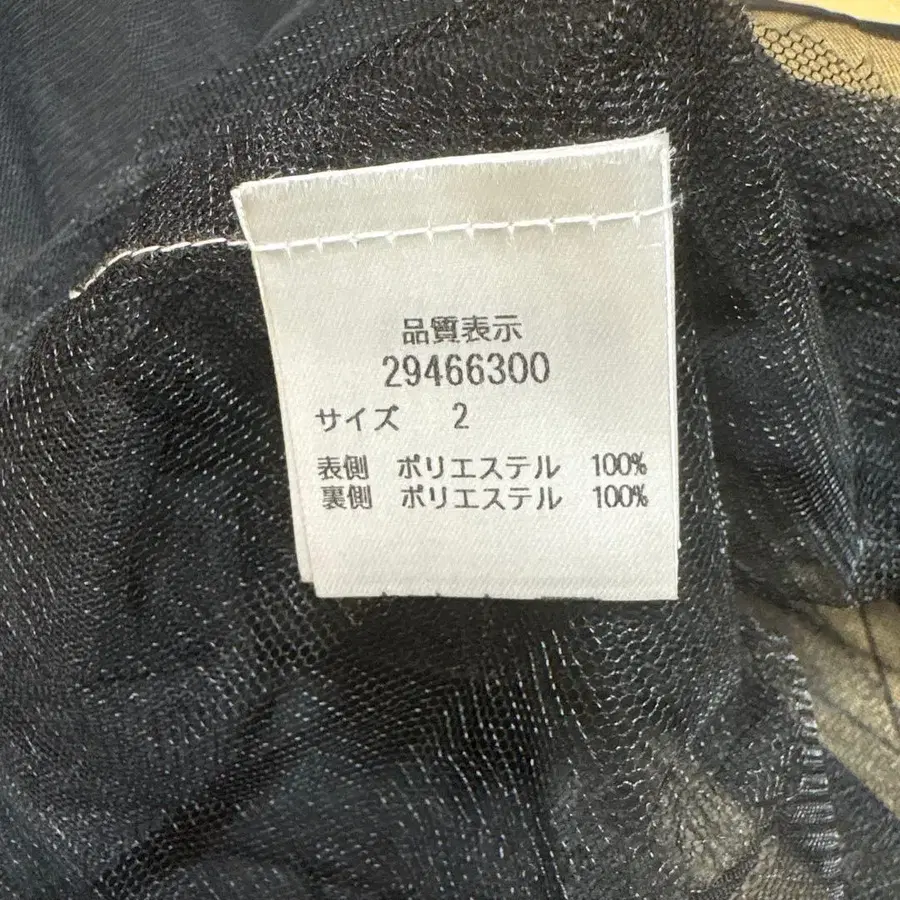 品質表示
29466300
サイズ 2
表側 ポリエステル 100%
裏側 ポリエステル 100%